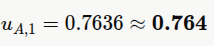 u_{A,1} = 0.7636 ≈ 0.764